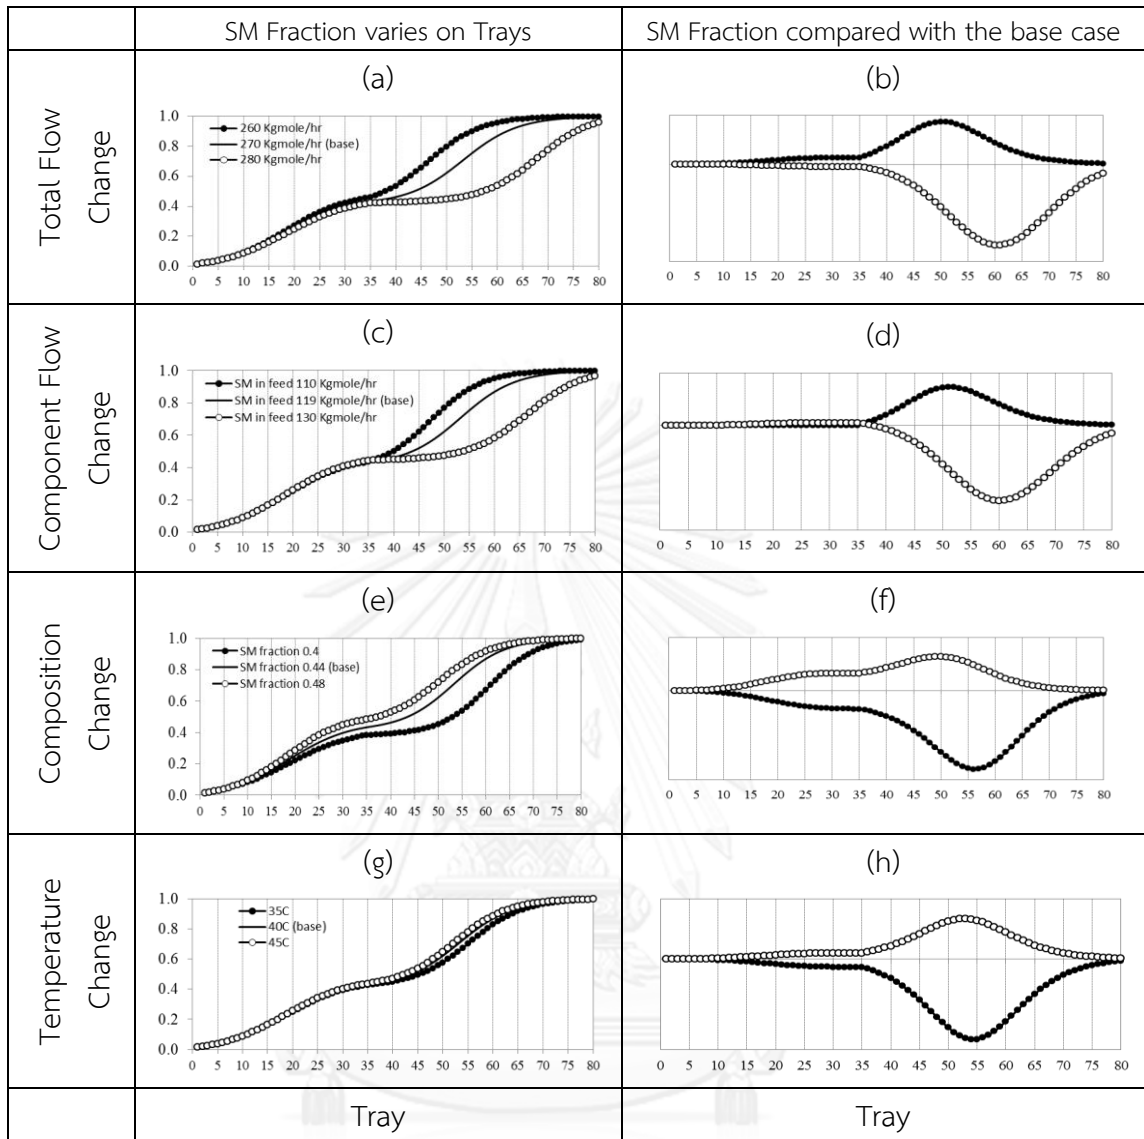 SM Fraction varies on Trays
SM Fraction compared with the base case
Total Flow
Change
(a)
1.0
0.8
0.6
0.4
0.2
0.0
260 Kgmole/hr
270 Kgmole/hr (base)
280 Kgmole/hr
0 5 10 15 20 25 30 35 40 45 50 55 60 65 70 75 80
(b)
0 5 10 15 20 25 30 35 40 45 50 55 60 65 70 75 80
Component Flow
Change
(c)
1.0
0.8
0.6
0.4
0.2
0.0
SM in feed 110 Kgmole/hr
SM in feed 119 Kgmole/hr (base)
SM in feed 130 Kgmole/hr
0 5 10 15 20 25 30 35 40 45 50 55 60 65 70 75 80
(d)
0 5 10 15 20 25 30 35 40 45 50 55 60 65 70 75 80
Composition
Change
(e)
1.0
0.8
0.6
0.4
0.2
0.0
SM fraction 0.4
SM fraction 0.44 (base)
SM fraction 0.48
0 5 10 15 20 25 30 35 40 45 50 55 60 65 70 75 80
(f)
0 5 10 15 20 25 30 35 40 45 50 55 60 65 70 75 80
Temperature
Change
(g)
1.0
0.8
0.6
0.4
0.2
0.0
35C
40C (base)
45C
0 5 10 15 20 25 30 35 40 45 50 55 60 65 70 75 80
(h)
0 5 10 15 20 25 30 35 40 45 50 55 60 65 70 75 80
Tray
Tray